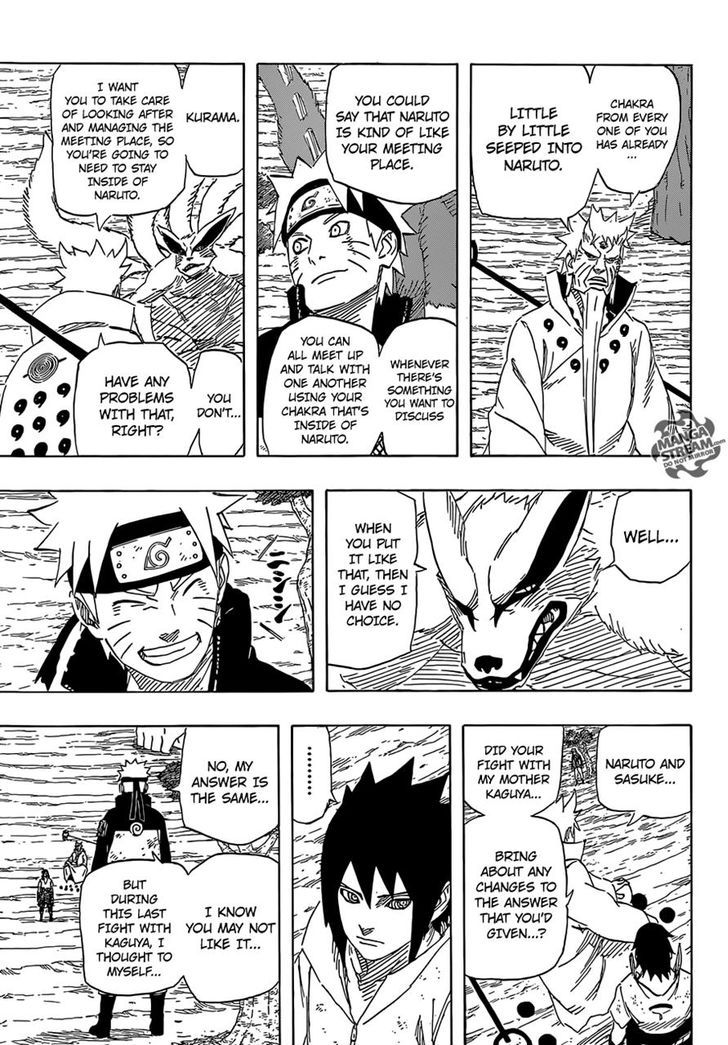 CHAKRA
FROM EVERY
ONE OF YOU
HAS ALREADY
...
LITTLE
BY LITTLE
SEEPED INTO
NARUTO.
YOU COULD
SAY THAT NARUTO
IS KIND OF LIKE
YOUR MEETING
PLACE.
WHENEVER
THERE'S
SOMETHING
YOU WANT TO
DISCUSS
YOU CAN
ALL MEET UP
AND TALK WITH
ONE ANOTHER
USING YOUR
CHAKRA THAT'S
INSIDE OF
NARUTO.
KURAMA.
I WANT
YOU TO TAKE CARE
OF LOOKING AFTER
AND MANAGING THE
MEETING PLACE, SO
YOU'RE GOING TO
NEED TO STAY
INSIDE OF
NARUTO.
YOU
DON'T...
HAVE ANY
PROBLEMS
WITH THAT,
RIGHT?
MANGA
STREAM.com
DO NOT MIRROR
WELL...
WHEN
YOU PUT
IT LIKE
THAT, THEN
I GUESS I
HAVE NO
CHOICE.
NARUTO AND
SASUKE...
DID YOUR
FIGHT WITH
MY MOTHER
KAGUYA...
BRING
ABOUT ANY
CHANGES TO
THE ANSWER
THAT YOU'D
GIVEN...?
.........
NO, MY
ANSWER IS
THE SAME...
I KNOW
YOU MAY NOT
LIKE IT...
BUT
DURING
THIS LAST
FIGHT WITH
KAGUYA, I
THOUGHT TO
MYSELF...